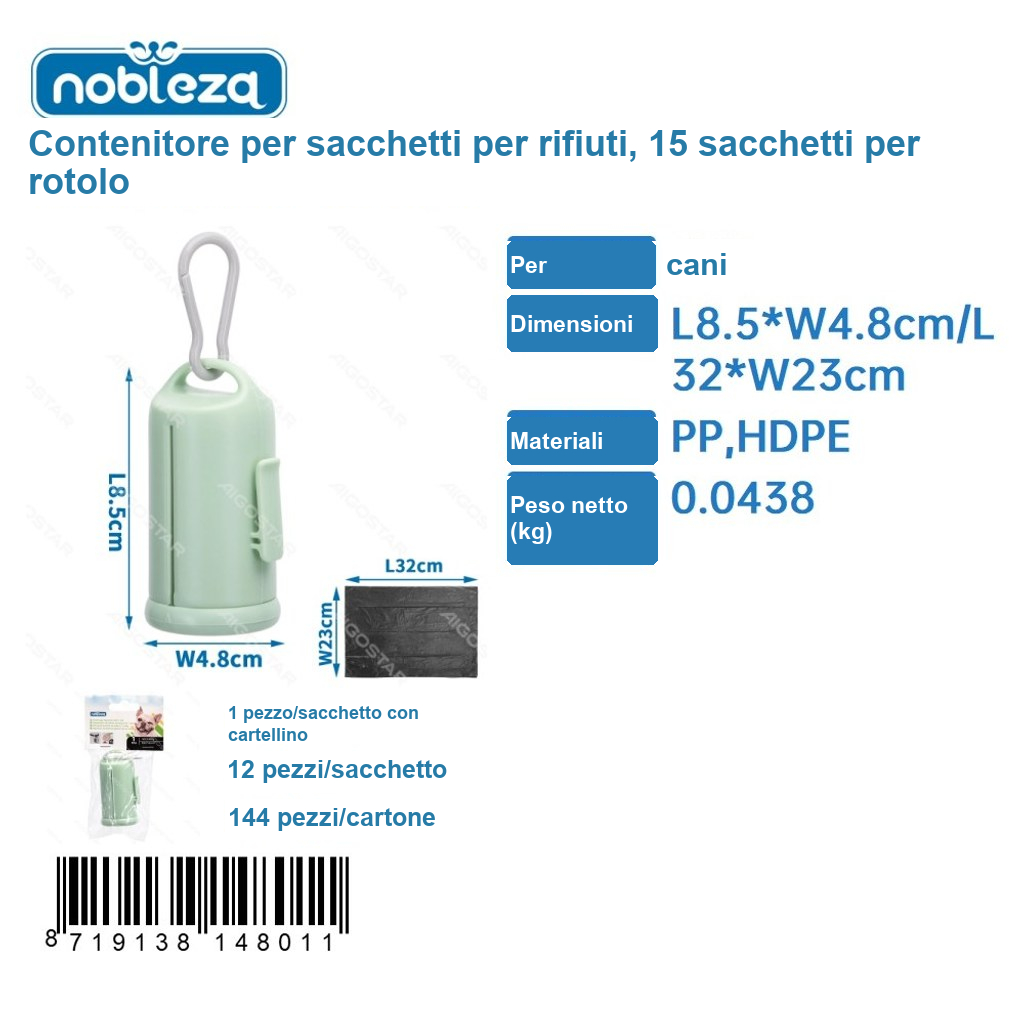 nobleza
Contenitore per sacchetti per rifiuti, 15 sacchetti per
rotolo
Per
cani
Dimensioni
L8.5*W4.8cm/L
32*W23cm
Materiali
PP,HDPE
Peso netto
(kg)
0.0438
L8.5cm
W4.8cm
L32cm
W23cm
AIGOSTAR
1 pezzo/sacchetto con
cartellino
12 pezzi/sacchetto
144 pezzi/cartone
8 719138 148011